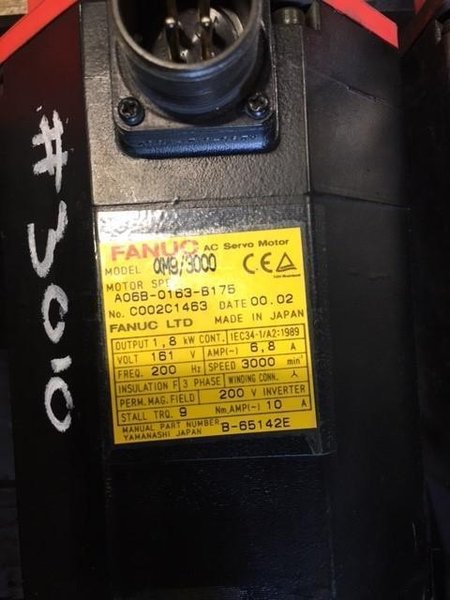 #3010
FANUC AC Servo Motor
MODEL αM9/3000
MOTOR SPEC.
A06B-0163-B175
No. C002C1463 DATE 00.02
FANUC LTD MADE IN JAPAN
OUTPUT 1,8 kW CONT. IEC34-1/A2:1989
VOLT 161 V AMP(~) 6,8 A
FREQ. 200 Hz SPEED 3000 min⁻¹
INSULATION F 3 PHASE WINDING CONN. 人
PERM. MAG. FIELD 200 V INVERTER
STALL TRQ. 9 Nm, AMP(~) 10 A
MANUAL PART NUMBER B-65142E
YAMANASHI JAPAN
CE